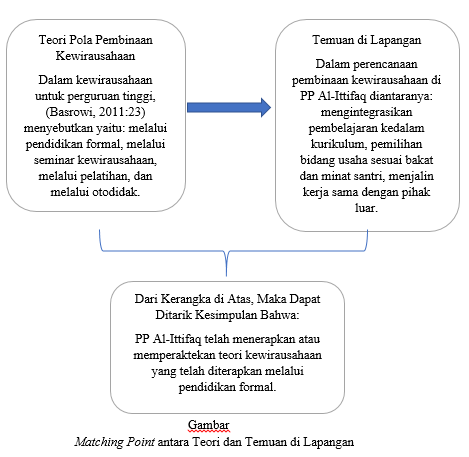 Teori Pola Pembinaan
Kewirausahaan
Dalam kewirausahaan
untuk perguruan tinggi,
(Basrowi, 2011:23)
menyebutkan yaitu: melalui
pendidikan formal, melalui
seminar kewirausahaan,
melalui pelatihan, dan
melalui otodidak.
Temuan di Lapangan
Dalam perencanaan
pembinaan kewirausahaan di
PP Al-Ittifaq diantaranya:
mengintegrasikan
pembelajaran kedalam
kurikulum, pemilihan
bidang usaha sesuai bakat
dan minat santri, menjalin
kerja sama dengan pihak
luar.
Dari Kerangka di Atas, Maka Dapat
Ditarik Kesimpulan Bahwa:
PP Al-Ittifaq telah menerapkan atau
memperaktekan teori kewirausahaan
yang telah diterapkan melalui
pendidikan formal.
Gambar
Matching Point antara Teori dan Temuan di Lapangan